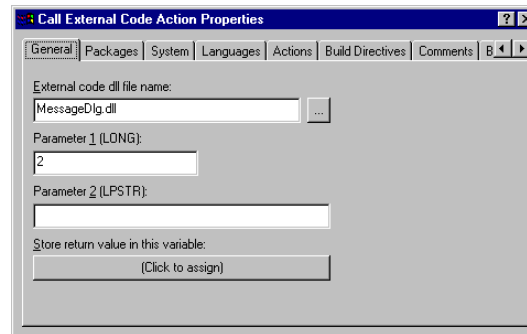 Call External Code Action Properties
General Packages System Languages Actions Build Directives Comments B
External code dll file name:
MessageDlg.dll
...
Parameter 1 (LONG):
2
Parameter 2 (LPSTR):
Store return value in this variable:
(Click to assign)